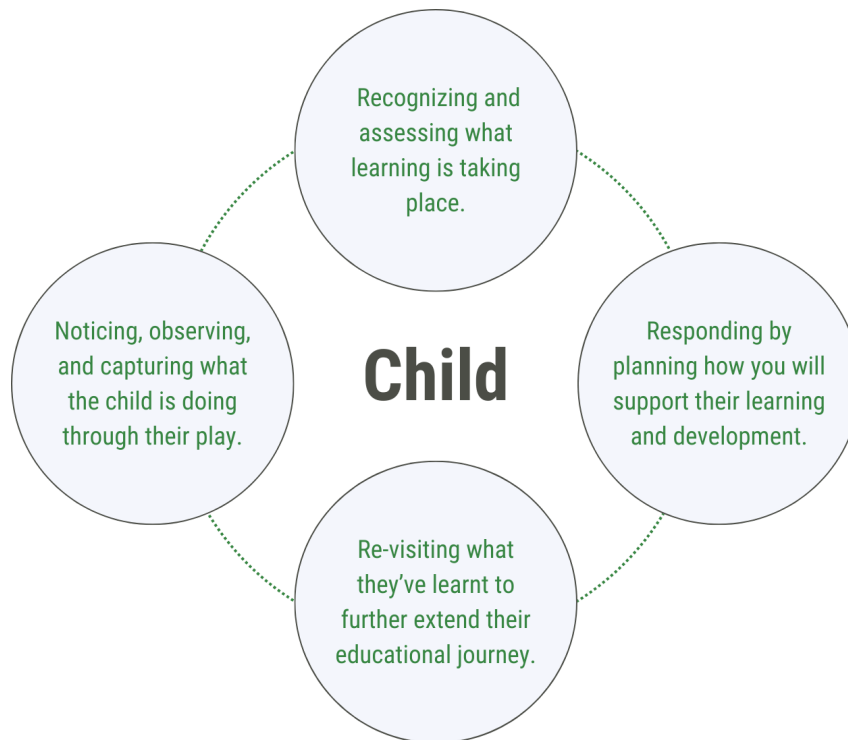 Recognizing and
assessing what
learning is taking
place.
Noticing, observing,
and capturing what
the child is doing
through their play.
Child
Responding by
planning how you will
support their learning
and development.
Re-visiting what
they’ve learnt to
further extend their
educational journey.